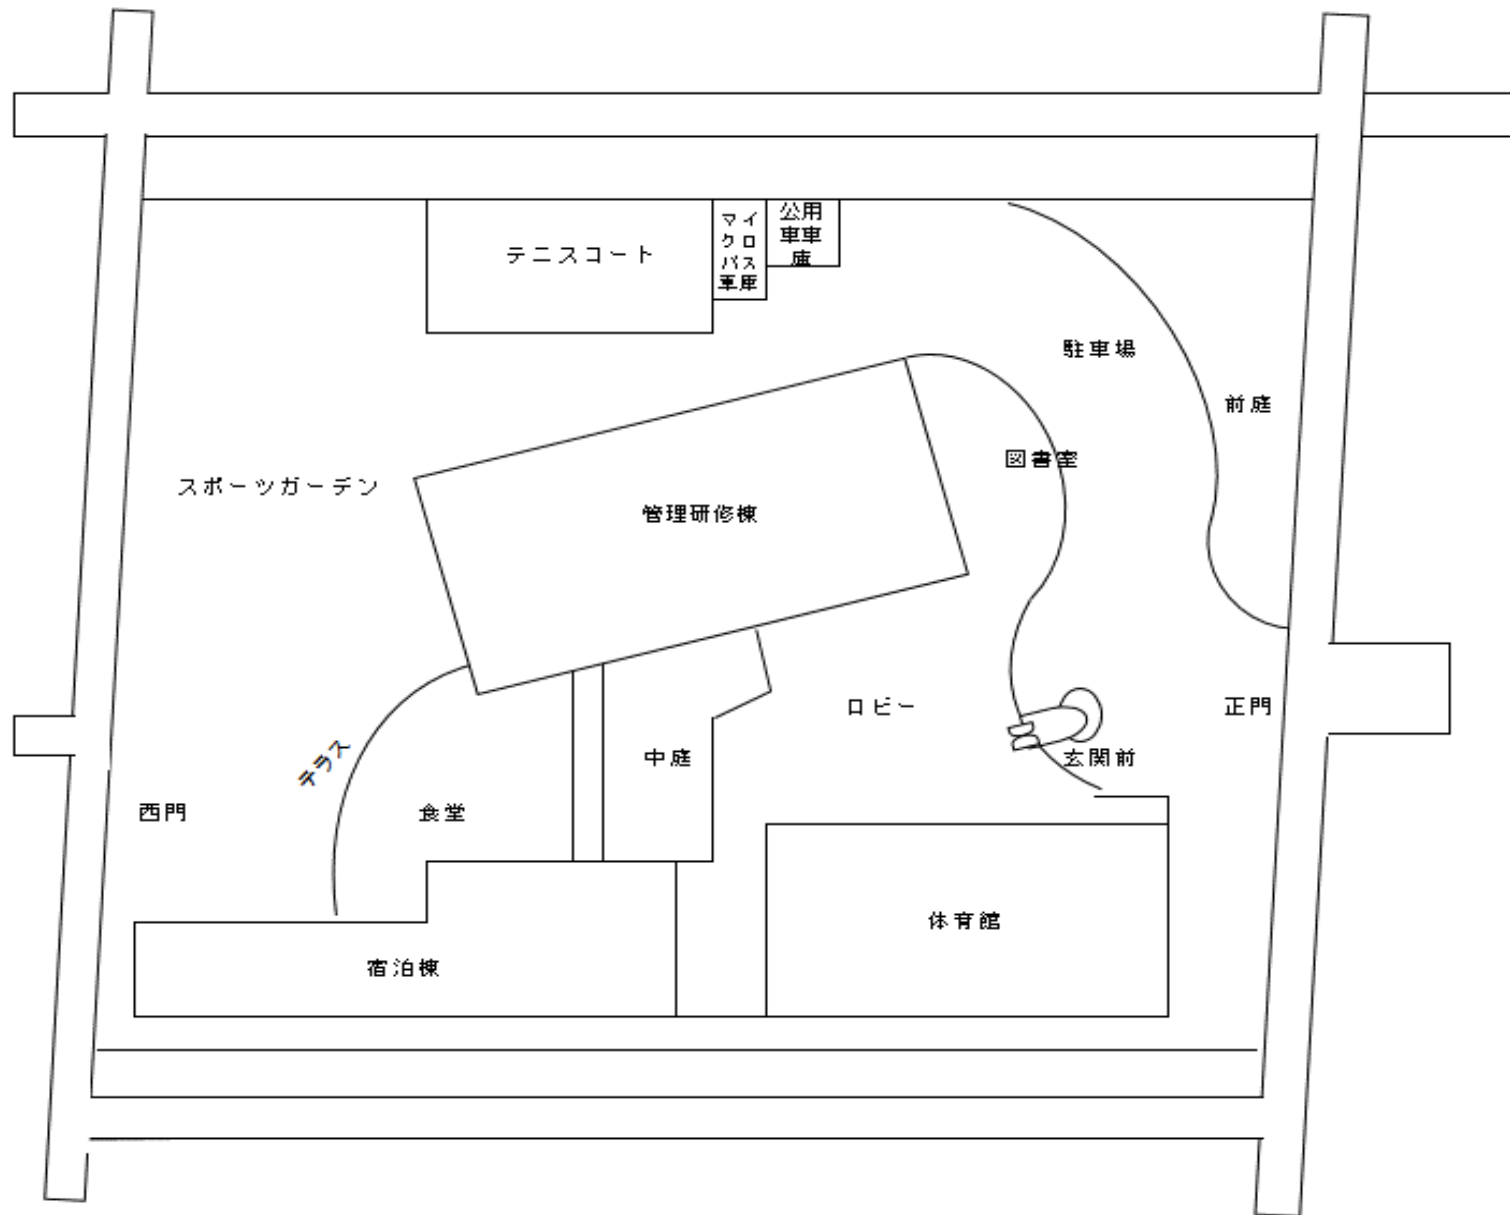 公用
車車
庫
マイ
クロ
バス
車庫
テニスコート
駐車場
前庭
図書室
スポーツガーデン
管理研修棟
ロビー
正門
テラス
中庭
玄関前
西門
食堂
体育館
宿泊棟